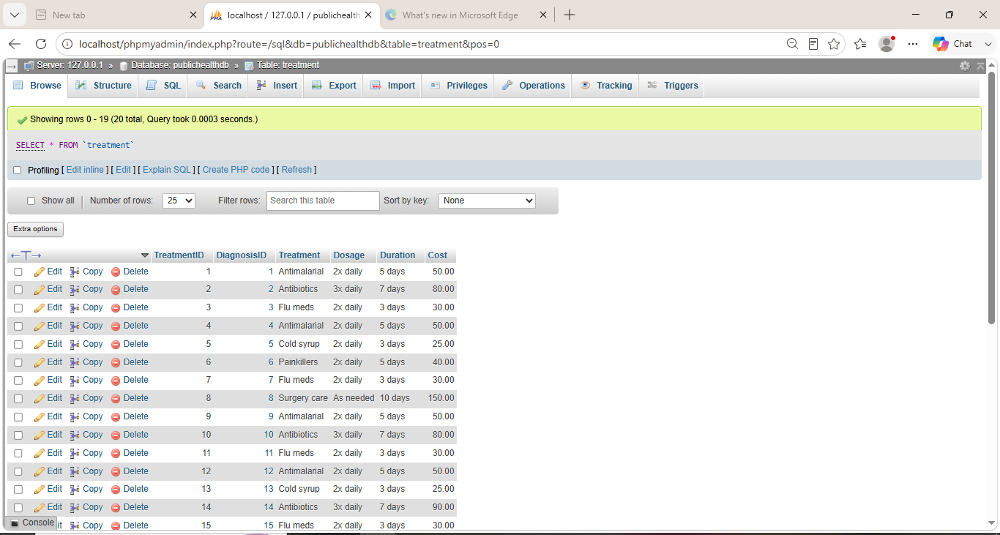 New tab
localhost / 127.0.0.1 / publichealth
What's new in Microsoft Edge
localhost/phpmyadmin/index.php?route=/sql&db=publichealthdb&table=treatment&pos=0
Chat
Server: 127.0.0.1 » Database: publichealthdb » Table: treatment
Browse Structure SQL Search Insert Export Import Privileges Operations Tracking Triggers
Showing rows 0 - 19 (20 total, Query took 0.0003 seconds.)
SELECT * FROM `treatment`
Profiling [ Edit inline ] [ Edit ] [ Explain SQL ] [ Create PHP code ] [ Refresh ]
Show all Number of rows: 25 Filter rows: Search this table Sort by key: None
Extra options
←T→ TreatmentID DiagnosisID Treatment Dosage Duration Cost
Edit Copy Delete 1 1 Antimalarial 2x daily 5 days 50.00
Edit Copy Delete 2 2 Antibiotics 3x daily 7 days 80.00
Edit Copy Delete 3 3 Flu meds 2x daily 3 days 30.00
Edit Copy Delete 4 4 Antimalarial 2x daily 5 days 50.00
Edit Copy Delete 5 5 Cold syrup 2x daily 3 days 25.00
Edit Copy Delete 6 6 Painkillers 2x daily 5 days 40.00
Edit Copy Delete 7 7 Flu meds 2x daily 3 days 30.00
Edit Copy Delete 8 8 Surgery care As needed 10 days 150.00
Edit Copy Delete 9 9 Antimalarial 2x daily 5 days 50.00
Edit Copy Delete 10 10 Antibiotics 3x daily 7 days 80.00
Edit Copy Delete 11 11 Flu meds 2x daily 3 days 30.00
Edit Copy Delete 12 12 Antimalarial 2x daily 5 days 50.00
Edit Copy Delete 13 13 Cold syrup 2x daily 3 days 25.00
Edit Copy Delete 14 14 Antibiotics 3x daily 7 days 90.00
it Copy Delete 15 15 Flu meds 2x daily 3 days 30.00
Console